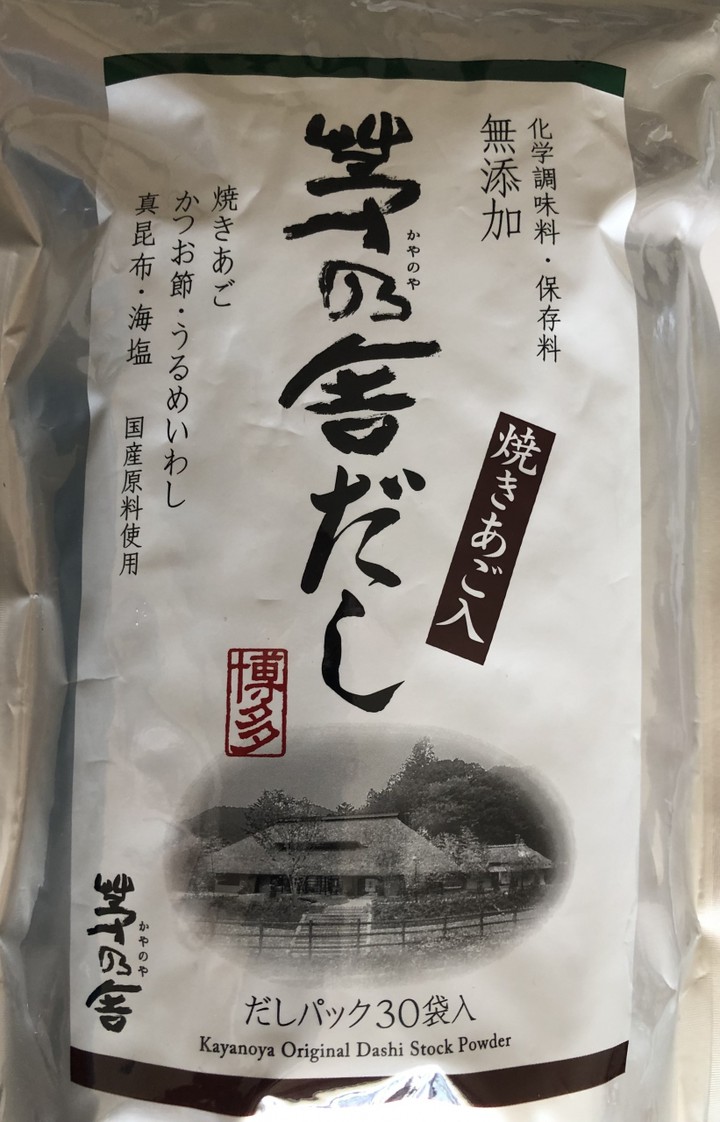 化学調味料・保存料
無添加
茅乃舎だし
かやのや
焼きあご
かつお節・うるめいわし
真昆布・海塩
国産原料使用
焼きあご入
博多
茅乃舎
かやのや
だしパック30袋入
Kayanoya Original Dashi Stock Powder